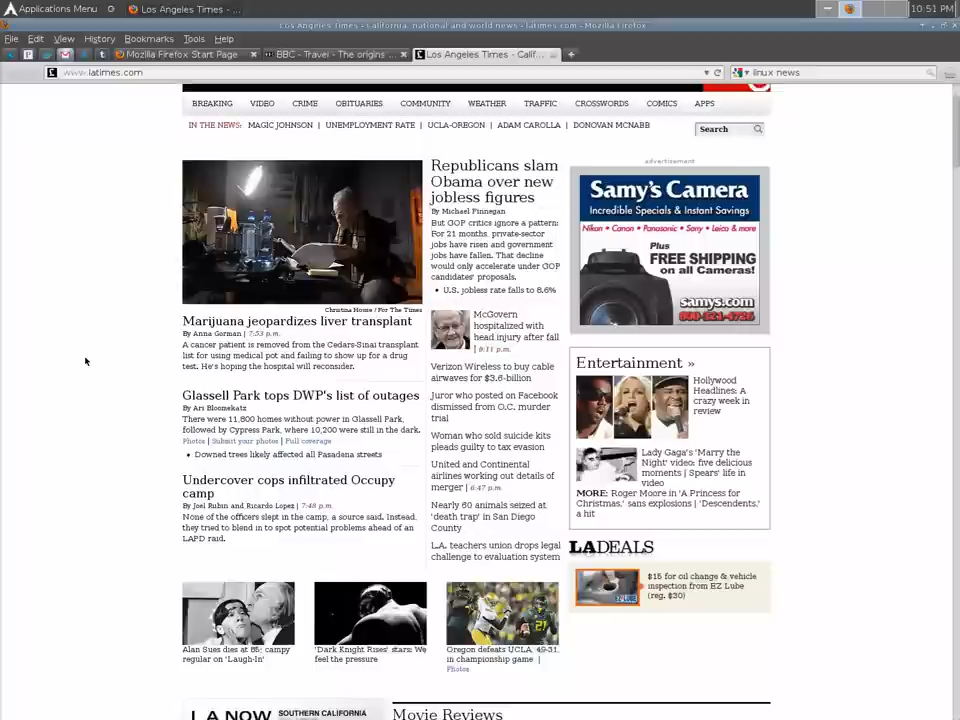 Applications Menu
Los Angeles Times - ...
10:51 PM
Los Angeles Times - California, national and world news - latimes.com - Mozilla Firefox
File Edit View History Bookmarks Tools Help
Mozilla Firefox Start Page
BBC - Travel - The origins ...
Los Angeles Times - Calif...
www.latimes.com
linux news
BREAKING VIDEO CRIME OBITUARIES COMMUNITY WEATHER TRAFFIC CROSSWORDS COMICS APPS
IN THE NEWS: MAGIC JOHNSON | UNEMPLOYMENT RATE | UCLA-OREGON | ADAM CAROLLA | DONOVAN MCNABB
Search
Christina House / For The Times
Marijuana jeopardizes liver transplant
By Anna Gorman | 7:53 p.m.
A cancer patient is removed from the Cedars-Sinai transplant
list for using medical pot and failing to show up for a drug
test. He's hoping the hospital will reconsider.
Glassell Park tops DWP's list of outages
By Ari Bloomekatz
There were 11,800 homes without power in Glassell Park,
followed by Cypress Park, where 10,200 were still in the dark.
Photos | Submit your photos | Full coverage
• Downed trees likely affected all Pasadena streets
Undercover cops infiltrated Occupy
camp
By Joel Rubin and Ricardo Lopez | 7:48 p.m.
None of the officers slept in the camp, a source said. Instead,
they tried to blend in to spot potential problems ahead of an
LAPD raid.
Republicans slam
Obama over new
jobless figures
By Michael Finnegan
But GOP critics ignore a pattern:
For 21 months, private-sector
jobs have risen and government
jobs have fallen. That decline
would only accelerate under GOP
candidates' proposals.
• U.S. jobless rate falls to 8.6%
McGovern
hospitalized with
head injury after fall
| 9:11 p.m.
Verizon Wireless to buy cable
airwaves for $3.6-billion
Juror who posted on Facebook
dismissed from O.C. murder
trial
Woman who sold suicide kits
pleads guilty to tax evasion
United and Continental
airlines working out details of
merger | 6:47 p.m.
Nearly 60 animals seized at
'death trap' in San Diego
County
L.A. teachers union drops legal
challenge to evaluation system
advertisement
Samy's Camera
Incredible Specials & Instant Savings
Nikon • Canon • Panasonic • Sony • Leica & more
Plus
FREE SHIPPING
on all Cameras!
samys.com
800-321-4726
Entertainment »
Hollywood
Headlines: A
crazy week in
review
Lady Gaga's 'Marry the
Night' video: five delicious
moments | Spears' life in
video
MORE: Roger Moore in 'A Princess for
Christmas,' sans explosions | 'Descendents,'
a hit
LADEALS
$15 for oil change & vehicle
inspection from EZ Lube
(reg. $30)
EZ LUBE
Alan Sues dies at 85; campy
regular on 'Laugh-In'
'Dark Knight Rises' stars: We
feel the pressure
Oregon defeats UCLA, 49-31,
in championship game |
Photos
LA NOW SOUTHERN CALIFORNIA
Movie Reviews